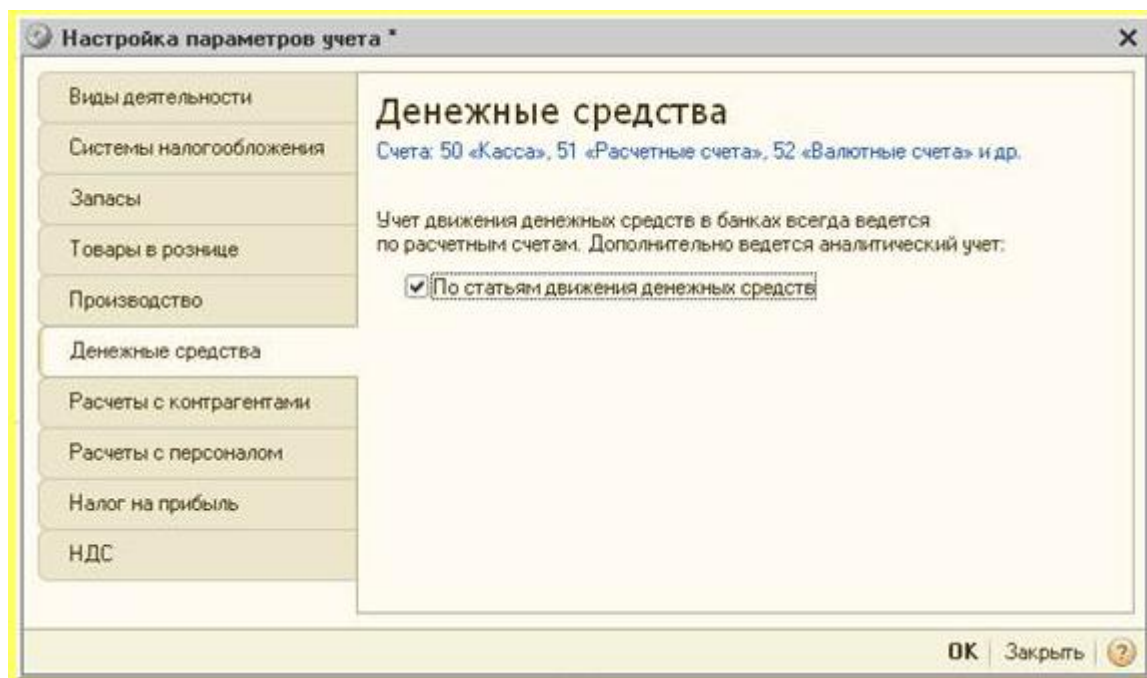 Настройка параметров учета *
Виды деятельности
Системы налогообложения
Запасы
Товары в рознице
Производство
Денежные средства
Расчеты с контрагентами
Расчеты с персоналом
Налог на прибыль
НДС
Денежные средства
Счета: 50 «Касса», 51 «Расчетные счета», 52 «Валютные счета» и др.
Учет движения денежных средств в банках всегда ведется
по расчетным счетам. Дополнительно ведется аналитический учет:
По статьям движения денежных средств
OK Закрыть ?